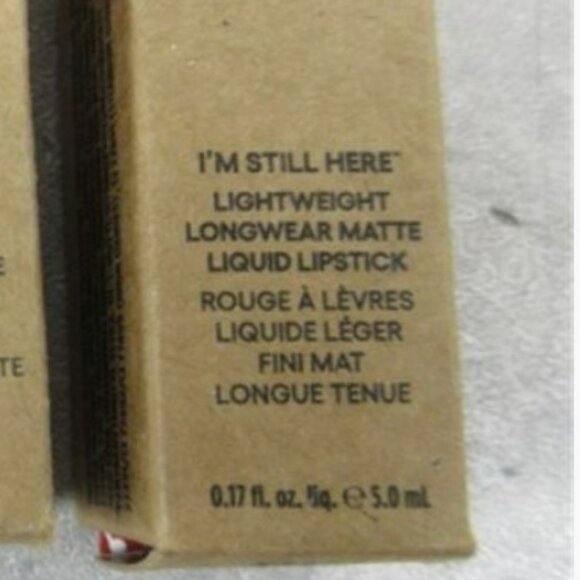 I'M STILL HERE™
LIGHTWEIGHT
LONGWEAR MATTE
LIQUID LIPSTICK
ROUGE À LÈVRES
LIQUIDE LÉGER
FINI MAT
LONGUE TENUE
0.17 fl. oz. liq. ℮ 5.0 mL
E
TE